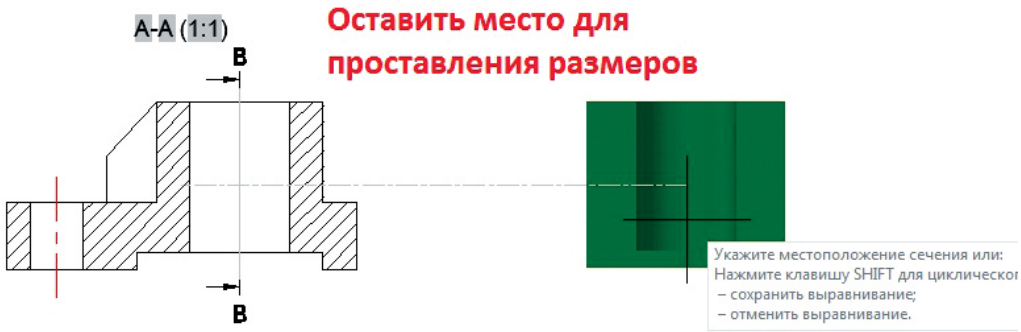 Оставить место для
проставления размеров
А-А (1:1)
В
В
Укажите местоположение сечения или:
Нажмите клавишу SHIFT для циклическог
– сохранить выравнивание;
– отменить выравнивание.